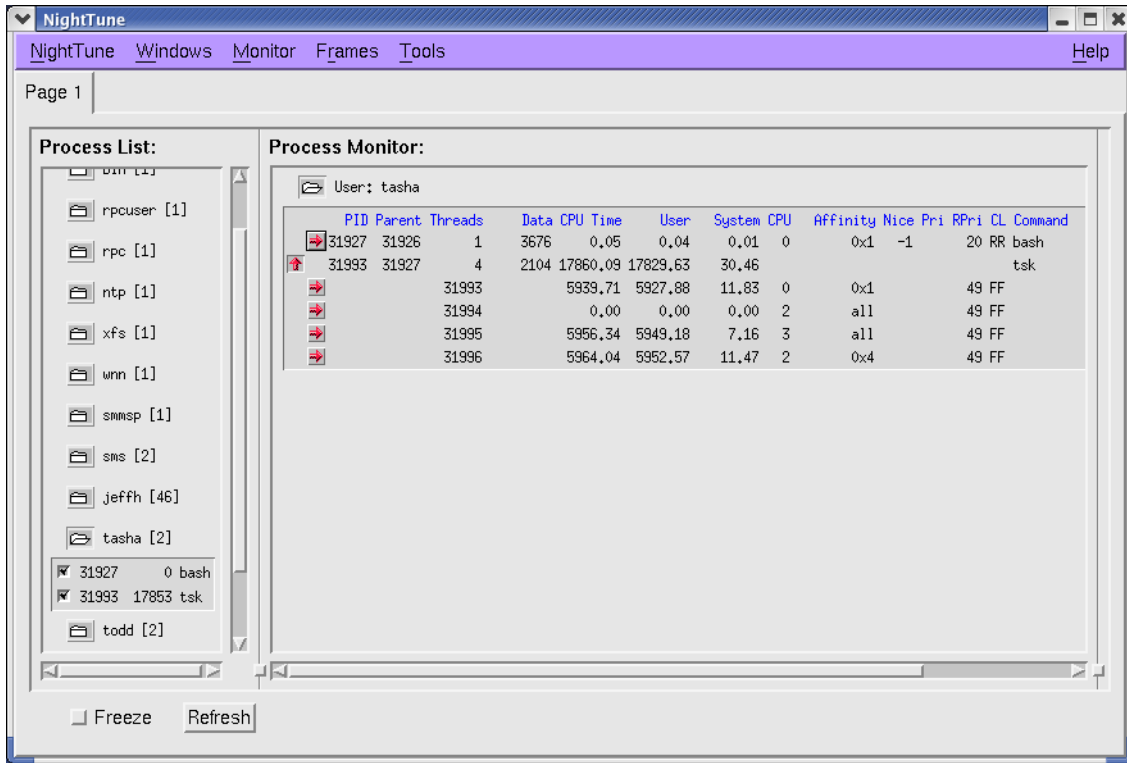 NightTune
NightTune Windows Monitor Frames Tools Help
Page 1
Process List:
bin [1]
rpcuser [1]
rpc [1]
ntp [1]
xfs [1]
wnn [1]
smmsp [1]
sms [2]
jeffh [46]
tasha [2]
31927 0 bash
31993 17853 tsk
todd [2]
Process Monitor:
User: tasha
PID Parent Threads Data CPU Time User System CPU Affinity Nice Pri RPri CL Command
31927 31926 1 3676 0.05 0.04 0.01 0 0x1 -1 20 RR bash
31993 31927 4 2104 17860.09 17829.63 30.46 tsk
31993 5939.71 5927.88 11.83 0 0x1 49 FF
31994 0.00 0.00 0.00 2 all 49 FF
31995 5956.34 5949.18 7.16 3 all 49 FF
31996 5964.04 5952.57 11.47 2 0x4 49 FF
Freeze Refresh